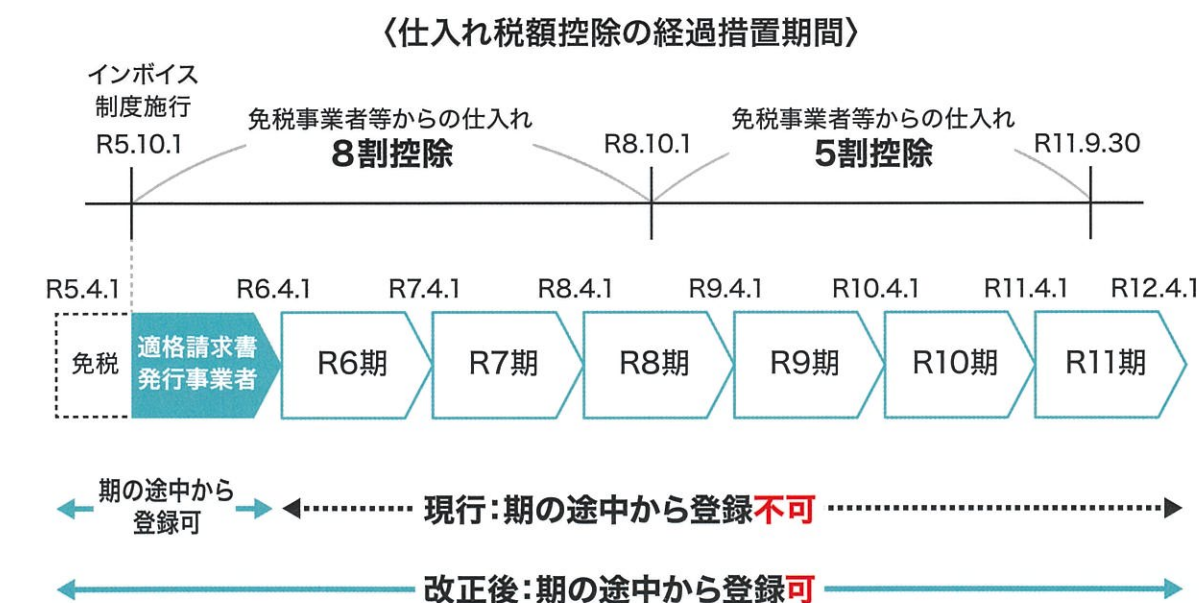 〈仕入れ税額控除の経過措置期間〉
インボイス
制度施行
R5.10.1
免税事業者等からの仕入れ
8割控除
R8.10.1
免税事業者等からの仕入れ
5割控除
R11.9.30
R5.4.1
R6.4.1
R7.4.1
R8.4.1
R9.4.1
R10.4.1
R11.4.1
R12.4.1
免税
適格請求書
発行事業者
R6期
R7期
R8期
R9期
R10期
R11期
期の途中から
登録可
現行：期の途中から登録不可
改正後：期の途中から登録可